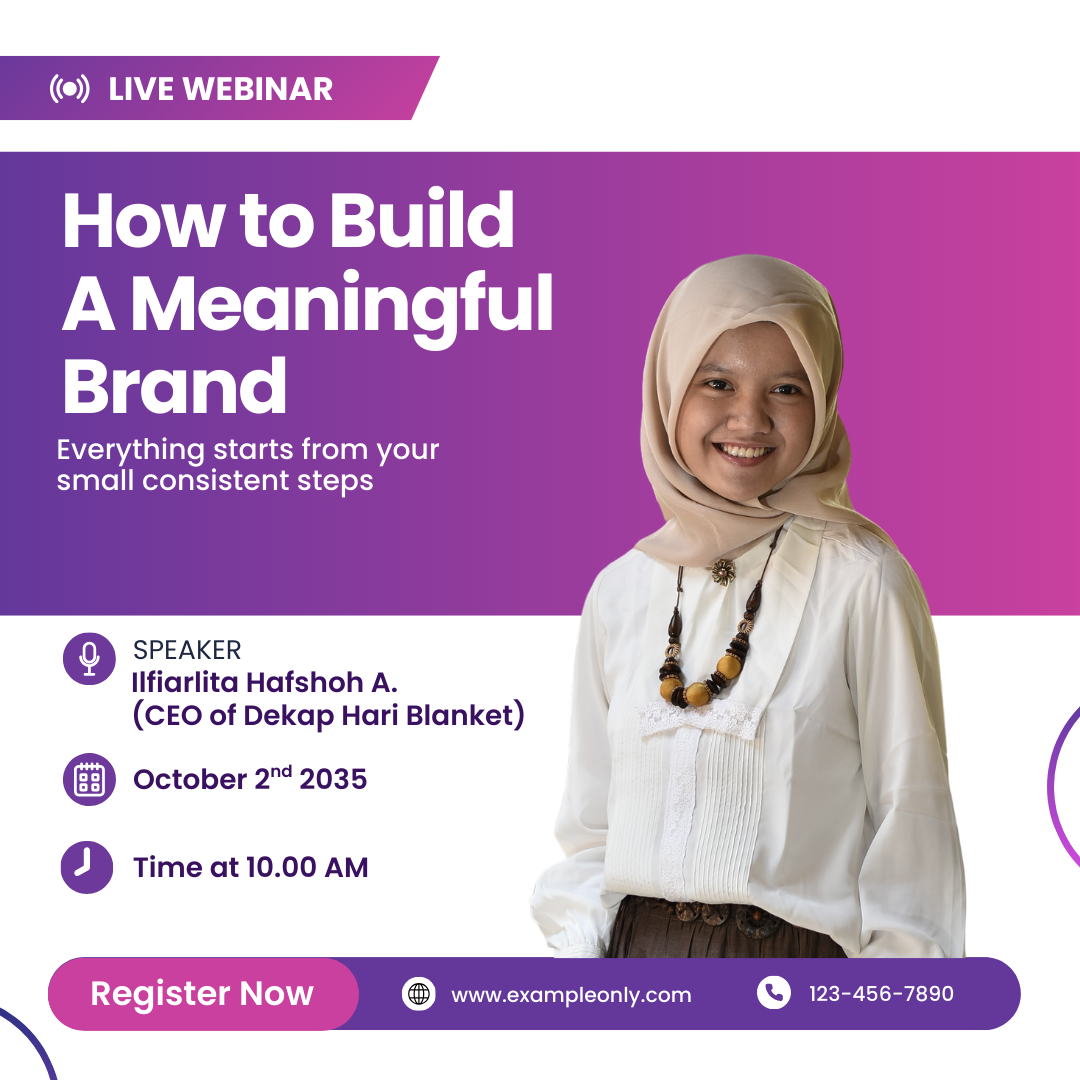 LIVE WEBINAR
How to Build
A Meaningful
Brand
Everything starts from your
small consistent steps
SPEAKER
Ilfiarlita Hafshoh A.
(CEO of Dekap Hari Blanket)
October 2nd 2035
Time at 10.00 AM
Register Now
www.exampleonly.com
123-456-7890